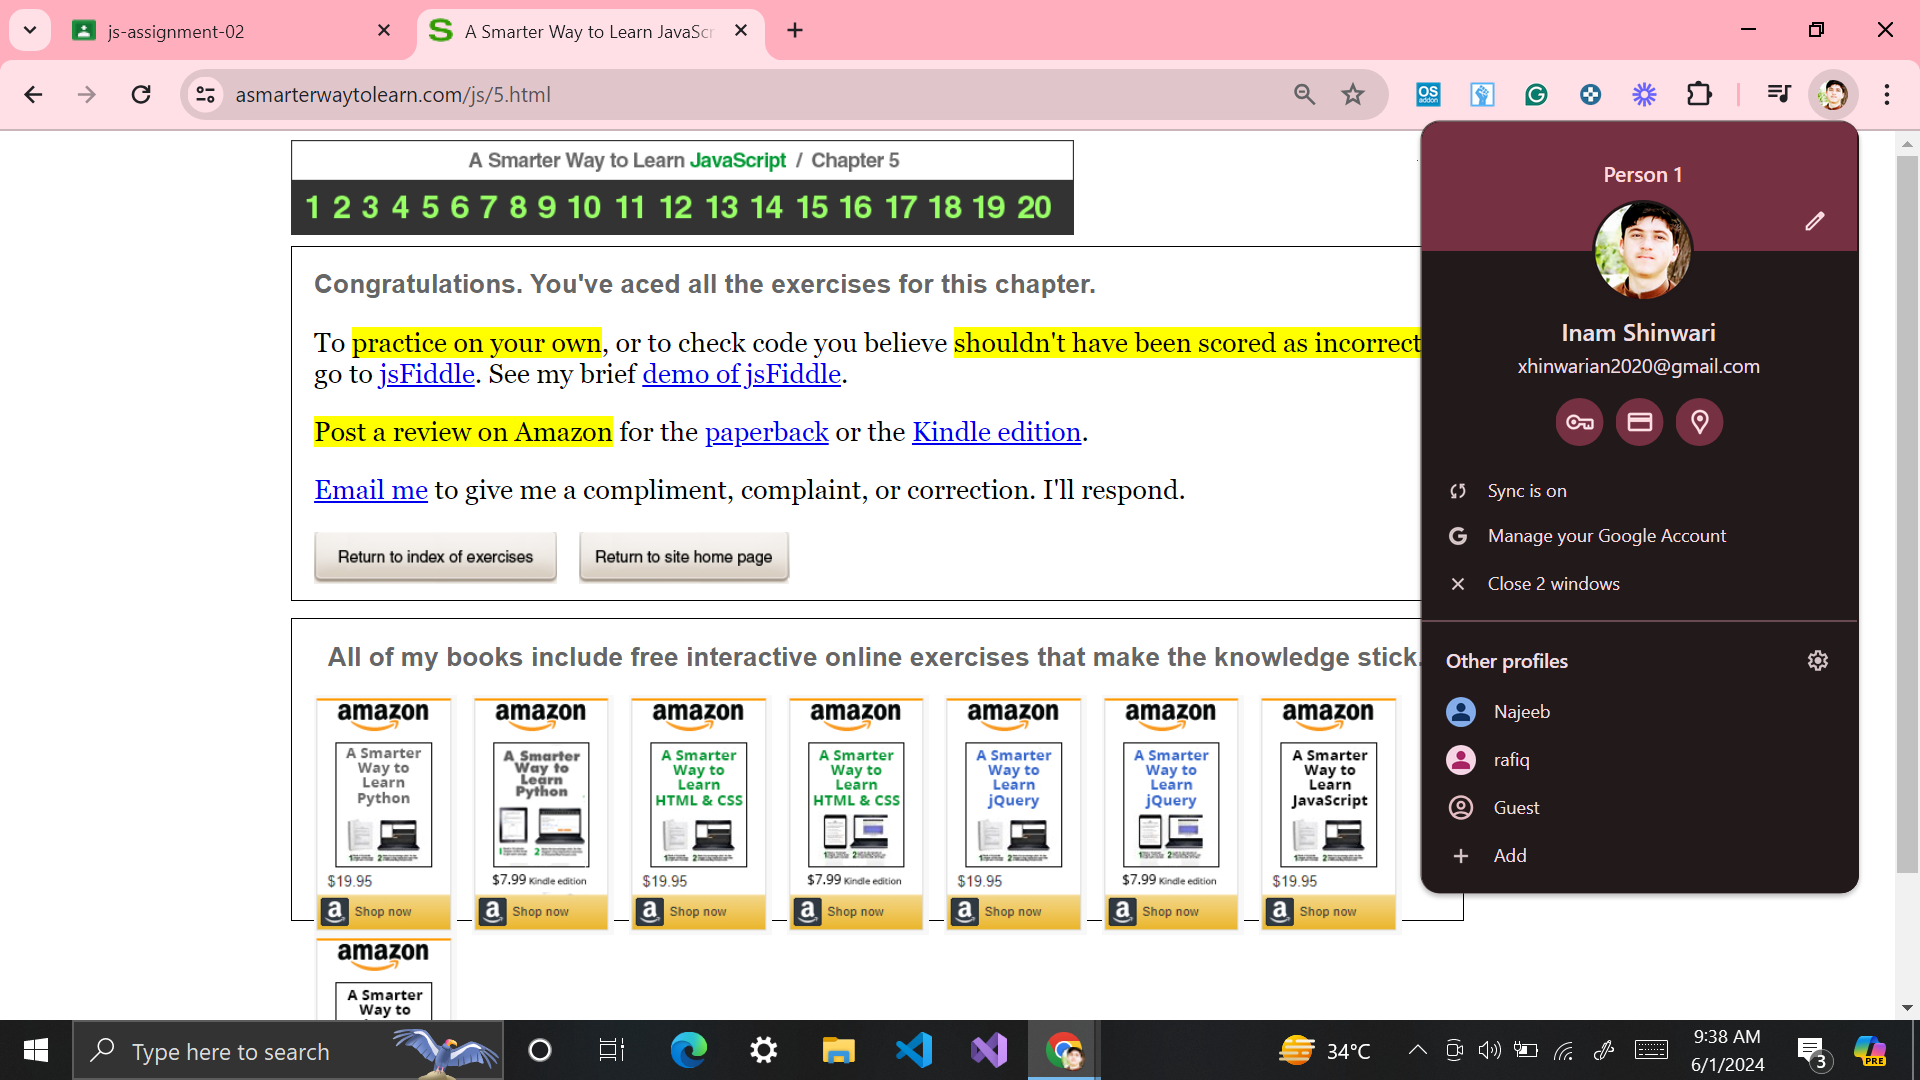 js-assignment-02
A Smarter Way to Learn JavaScr
asmarterwaytolearn.com/js/5.html
OS
addon
A Smarter Way to Learn JavaScript / Chapter 5
1 2 3 4 5 6 7 8 9 10 11 12 13 14 15 16 17 18 19 20
Congratulations. You've aced all the exercises for this chapter.
To practice on your own, or to check code you believe shouldn't have been scored as incorrect
go to jsFiddle. See my brief demo of jsFiddle.
Post a review on Amazon for the paperback or the Kindle edition.
Email me to give me a compliment, complaint, or correction. I'll respond.
Return to index of exercises
Return to site home page
All of my books include free interactive online exercises that make the knowledge stick.
amazon
A Smarter
Way to
Learn
Python
$19.95
Shop now
amazon
A Smarter
Way to
Learn
Python
$7.99 Kindle edition
Shop now
amazon
A Smarter
Way to
Learn
HTML & CSS
$19.95
Shop now
amazon
A Smarter
Way to
Learn
HTML & CSS
$7.99 Kindle edition
Shop now
amazon
A Smarter
Way to
Learn
jQuery
$19.95
Shop now
amazon
A Smarter
Way to
Learn
jQuery
$7.99 Kindle edition
Shop now
amazon
A Smarter
Way to
Learn
JavaScript
$19.95
Shop now
amazon
A Smarter
Way to
Person 1
Inam Shinwari
xhinwarian2020@gmail.com
Sync is on
Manage your Google Account
Close 2 windows
Other profiles
Najeeb
rafiq
Guest
Add
Type here to search
34°C
9:38 AM
6/1/2024
3
PRE